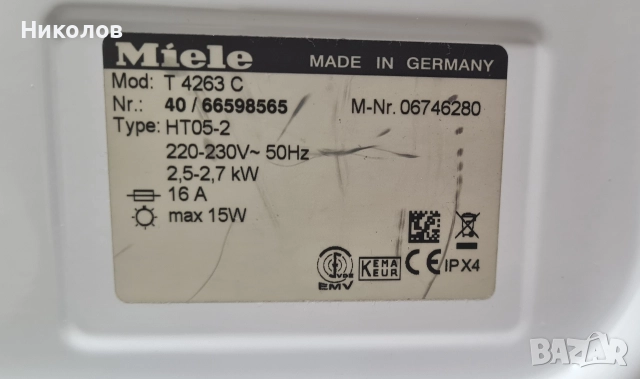 Николов
Miele MADE IN GERMANY
Mod: T 4263 C
Nr.: 40 / 66598565 M-Nr. 06746280
Type: HT05-2
220-230V~ 50Hz
2,5-2,7 kW
16 A
max 15W
EMV KEMA KEUR CE IPX4
BAZAR